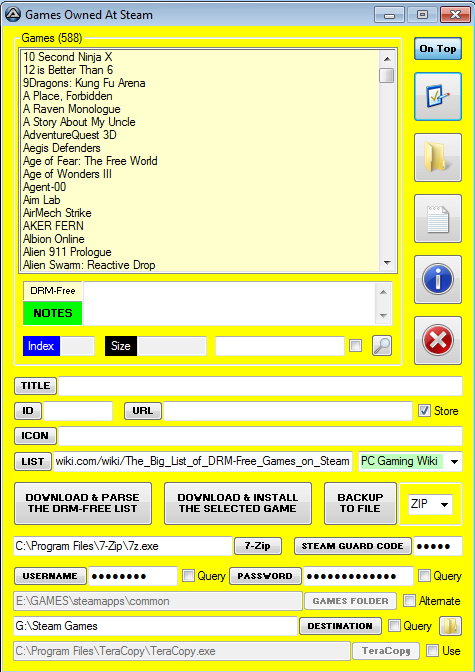 Games Owned At Steam
Games (588)
On Top
10 Second Ninja X
12 is Better Than 6
9Dragons: Kung Fu Arena
A Place, Forbidden
A Raven Monologue
A Story About My Uncle
AdventureQuest 3D
Aegis Defenders
Age of Fear: The Free World
Age of Wonders III
Agent-00
Aim Lab
AirMech Strike
AKER FERN
Albion Online
Alien 911 Prologue
Alien Swarm: Reactive Drop
DRM-Free
NOTES
Index
Size
TITLE
ID
URL
Store
ICON
LIST
wiki.com/wiki/The_Big_List_of_DRM-Free_Games_on_Steam
PC Gaming Wiki
DOWNLOAD & PARSE
THE DRM-FREE LIST
DOWNLOAD & INSTALL
THE SELECTED GAME
BACKUP
TO FILE
ZIP
C:\Program Files\7-Zip\7z.exe
7-Zip
STEAM GUARD CODE
USERNAME
Query
PASSWORD
Query
E:\GAMES\steamapps\common
GAMES FOLDER
Alternate
G:\Steam Games
DESTINATION
Query
C:\Program Files\TeraCopy\TeraCopy.exe
TeraCopy
Use